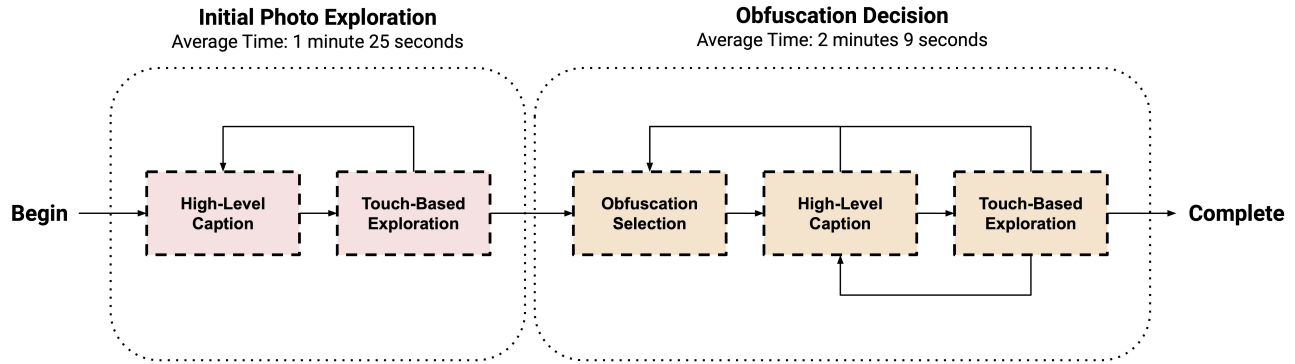 Initial Photo Exploration
Average Time: 1 minute 25 seconds
Obfuscation Decision
Average Time: 2 minutes 9 seconds
Begin
High-Level
Caption
Touch-Based
Exploration
Obfuscation
Selection
High-Level
Caption
Touch-Based
Exploration
Complete